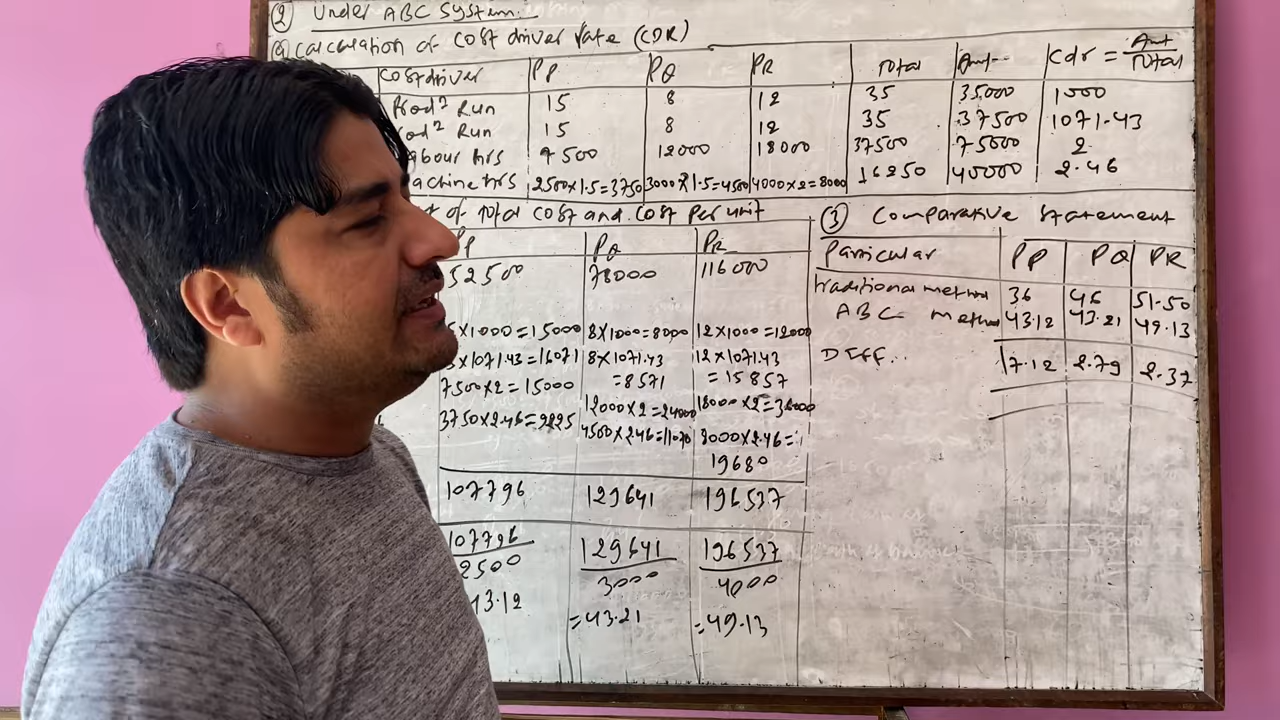 ② Under ABC System
Calculation of Cost driver rate (CDR)
Cost driver PP PQ PR Total Amt Cdr = Amt/Total
Prodⁿ Run 15 8 12 35 35000 1000
rodⁿ Run 15 8 12 35 37500 1071.43
abour hrs 7500 12000 18000 37500 75000 2
achine hrs 2500×1.5=3750 3000×1.5=4500 4000×2=8000 16250 40000 2.46
t of total cost and cost per unit
PP PQ PR
52500 78000 116000
5×1000=15000 8×1000=8000 12×1000=12000
5×1071.43=16071 8×1071.43 12×1071.43
=8571 =15857
7500×2=15000
12000×2=24000 18000×2=36000
3750×2.46=9225
4500×2.46=11070 8000×2.46=
19680
107796 129641 196537
107796 129641 196537
2500 3000 4000
43.12 =43.21 =49.13
③ Comparative Statement
Particular PP PQ PR
traditional method 36 46 51.50
ABC Method 43.12 43.21 49.13
Diff.. 17.12 2.79 2.37